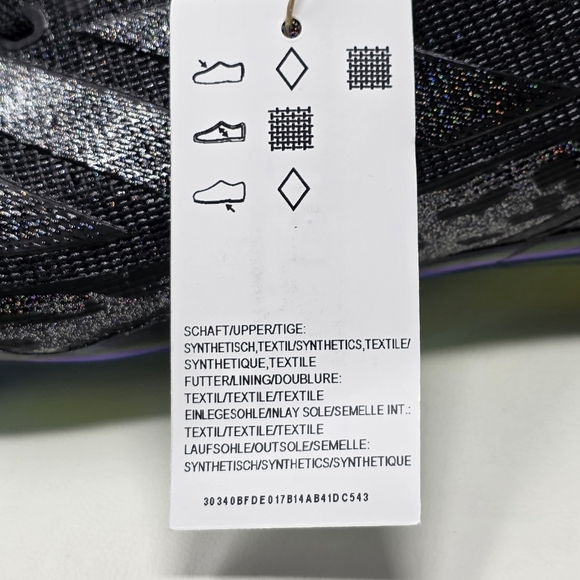 SCHAFT/UPPER/TIGE:
SYNTHETISCH,TEXTIL/SYNTHETICS,TEXTILE/
SYNTHETIQUE,TEXTILE
FUTTER/LINING/DOUBLURE:
TEXTIL/TEXTILE/TEXTILE
EINLEGESOHLE/INLAY SOLE/SEMELLE INT.:
TEXTIL/TEXTILE/TEXTILE
LAUFSOHLE/OUTSOLE/SEMELLE:
SYNTHETISCH/SYNTHETICS/SYNTHETIQUE
30340BFDE017B14AB41DC543